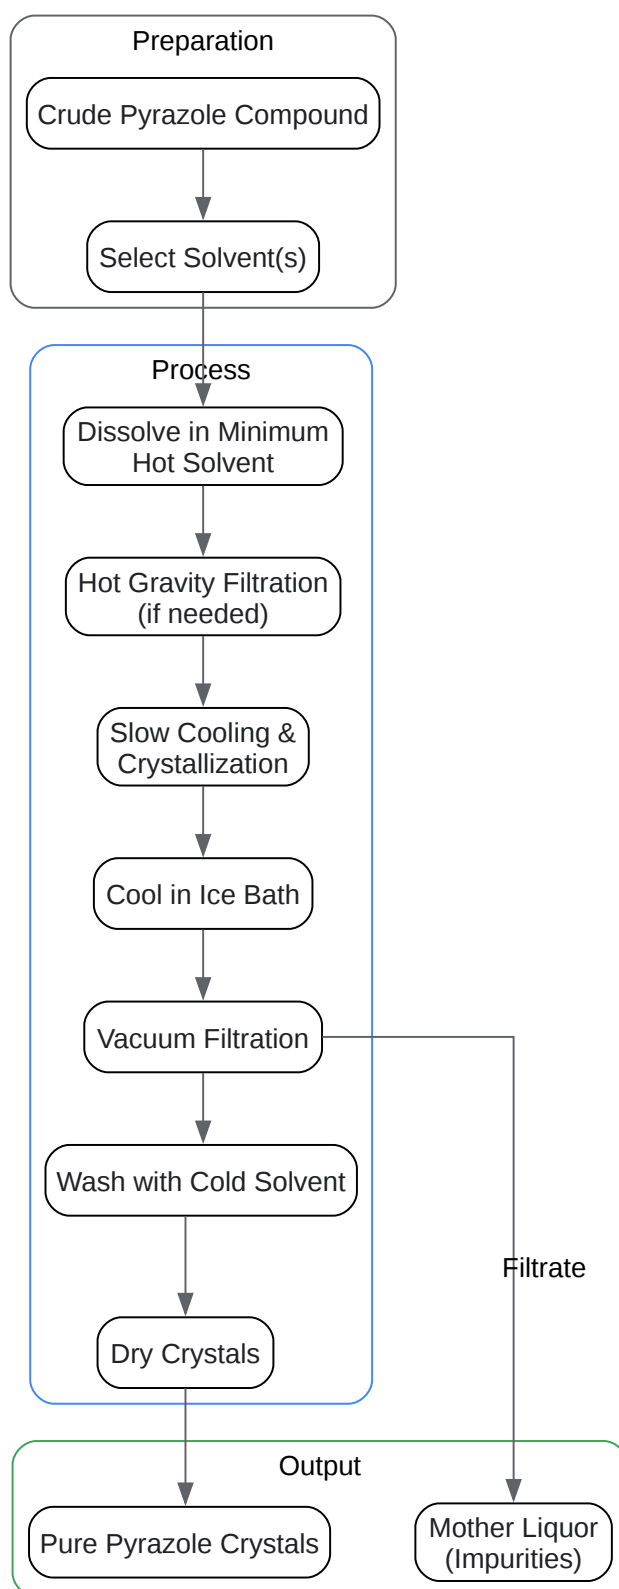 Preparation
Crude Pyrazole Compound
Select Solvent(s)
Process
Dissolve in Minimum
Hot Solvent
Hot Gravity Filtration
(if needed)
Slow Cooling &
Crystallization
Cool in Ice Bath
Vacuum Filtration
Wash with Cold Solvent
Filtrate
Dry Crystals
Output
Pure Pyrazole Crystals
Mother Liquor
(Impurities)